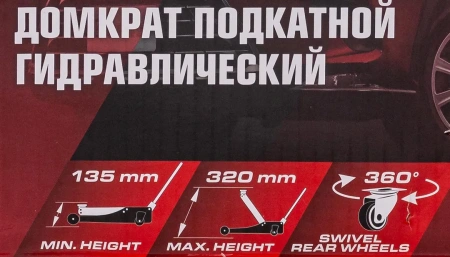 ДОМКРАТ ПОДКАТНОЙ
ГИДРАВЛИЧЕСКИЙ
135 mm
MIN. HEIGHT
320 mm
MAX. HEIGHT
360°
SWIVEL
REAR WHEELS